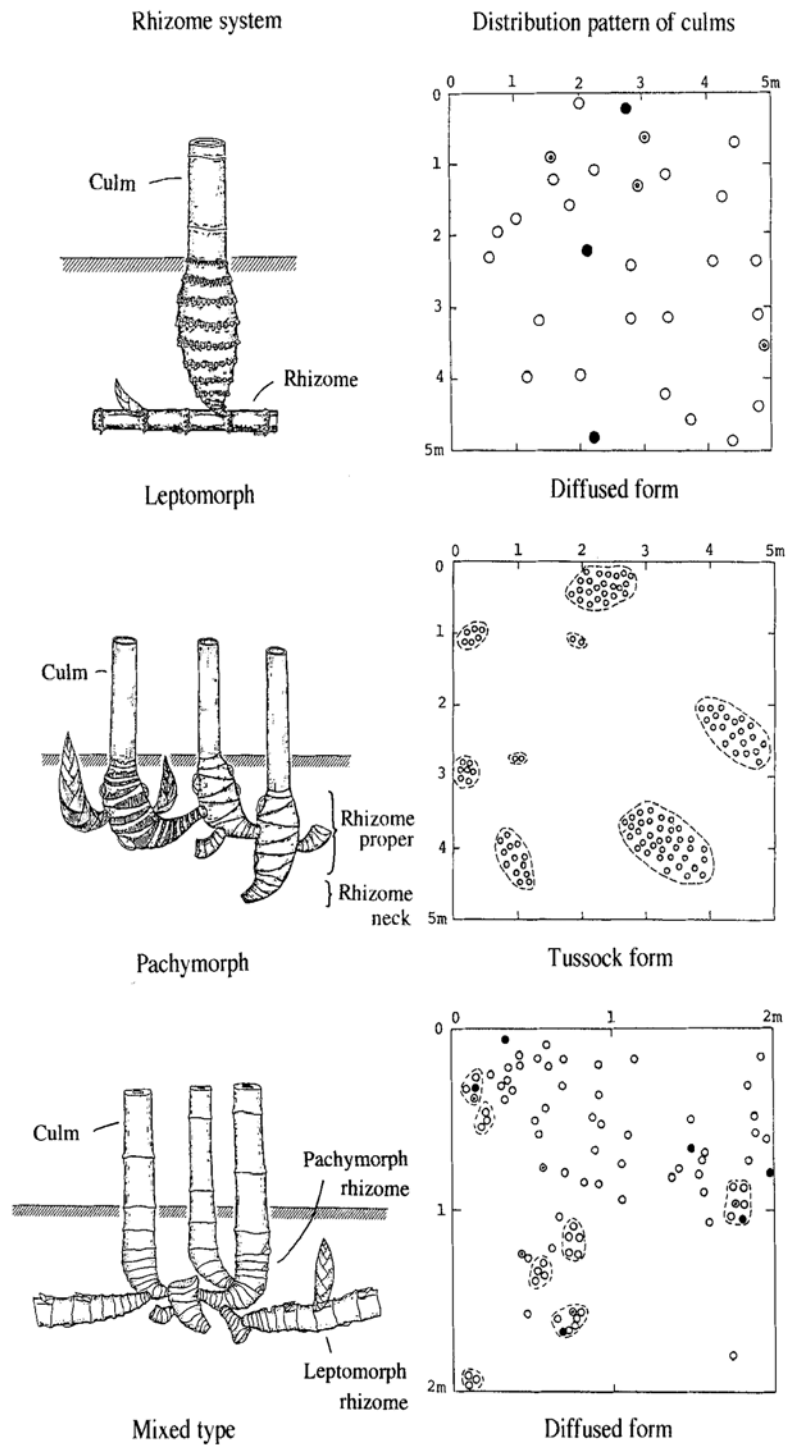 Rhizome system
Distribution pattern of culms
Culm
Rhizome
Leptomorph
0 1 2 3 4 5m
0
1
2
3
4
5m
Diffused form
Culm
Rhizome
proper
Rhizome
neck
Pachymorph
0 1 2 3 4 5m
0
1
2
3
4
5m
Tussock form
Culm
Pachymorph
rhizome
Leptomorph
rhizome
Mixed type
0 1 2m
0
1
2m
Diffused form